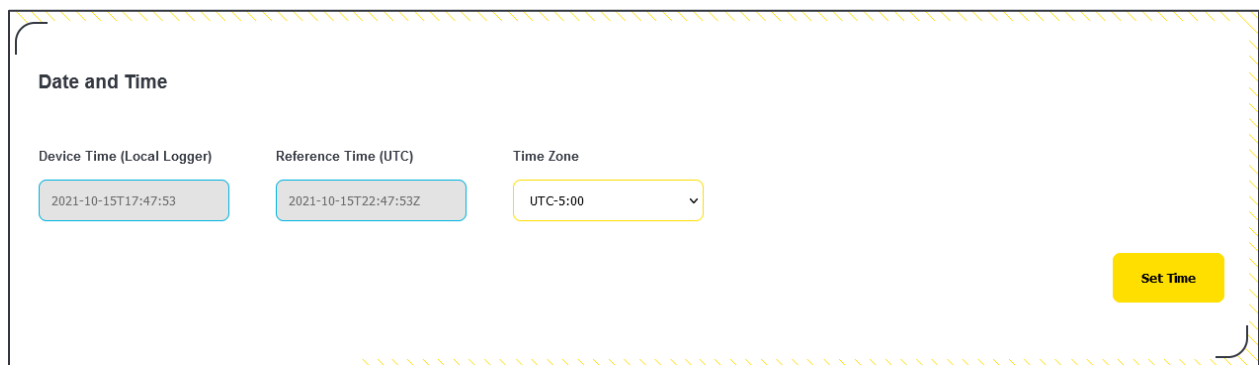 Date and Time
Device Time (Local Logger) Reference Time (UTC) Time Zone
2021-10-15T17:47:53 2021-10-15T22:47:53Z UTC-5:00
Set Time